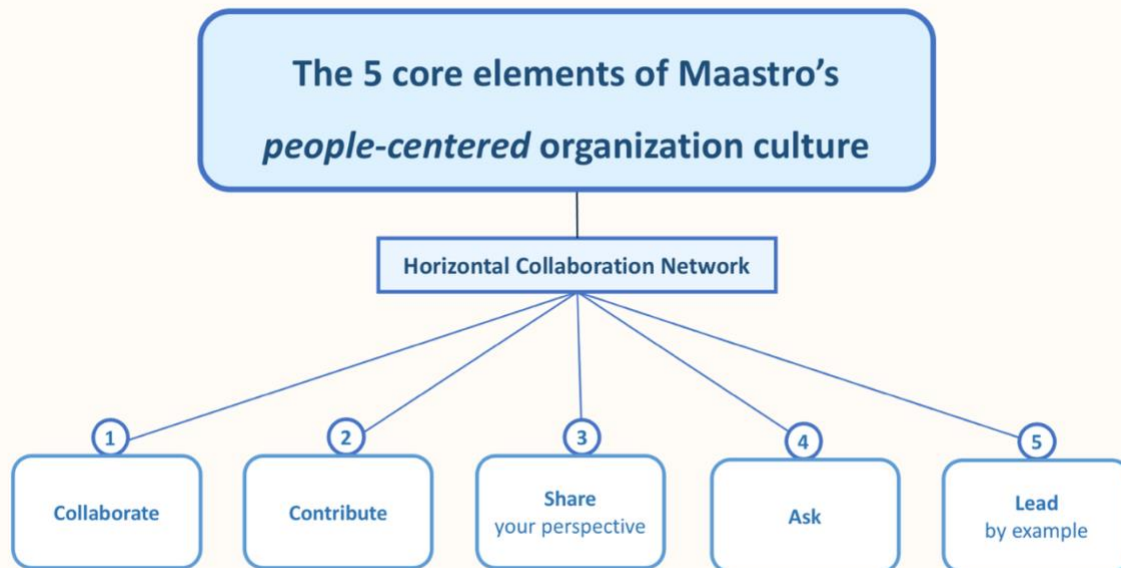 The 5 core elements of Maastro’s
people-centered organization culture
Horizontal Collaboration Network
1
2
3
4
5
Collaborate
Contribute
Share
your perspective
Ask
Lead
by example